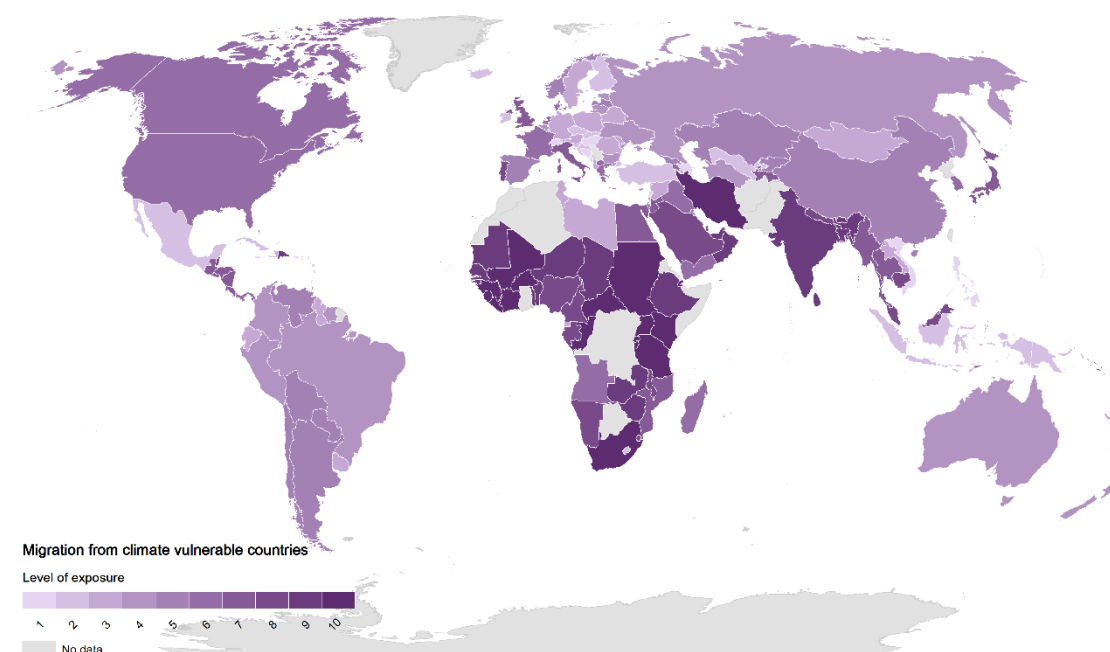 Migration from climate vulnerable countries
Level of exposure
1 2 3 4 5 6 7 8 9 10
No data